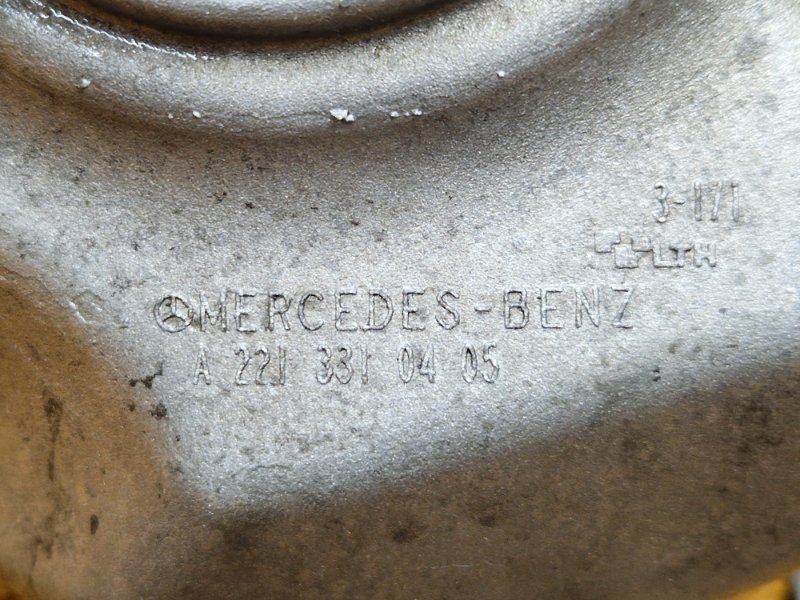 3-171
LTH
MERCEDES-BENZ
A 221 331 04 05